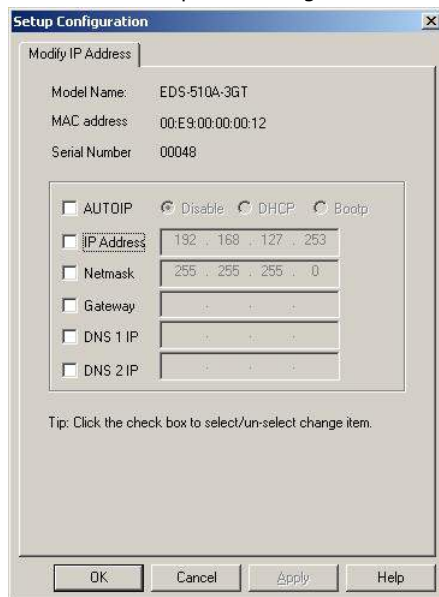 Setup Configuration
Modify IP Address
Model Name: EDS-510A-3GT
MAC address 00:E9:00:00:00:12
Serial Number 00048
AUTOIP Disable DHCP Bootp
IP Address 192 . 168 . 127 . 253
Netmask 255 . 255 . 255 . 0
Gateway . . .
DNS 1 IP . . .
DNS 2 IP . . .
Tip: Click the check box to select/un-select change item.
OK Cancel Apply Help